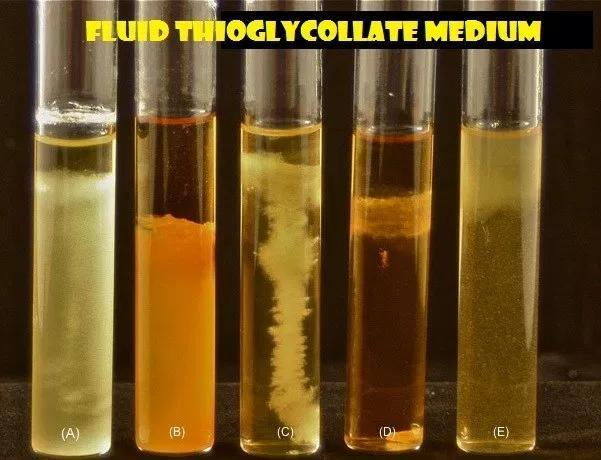 FLUID THIOGLYCOLLATE MEDIUM
(A)
(B)
(C)
(D)
(E)